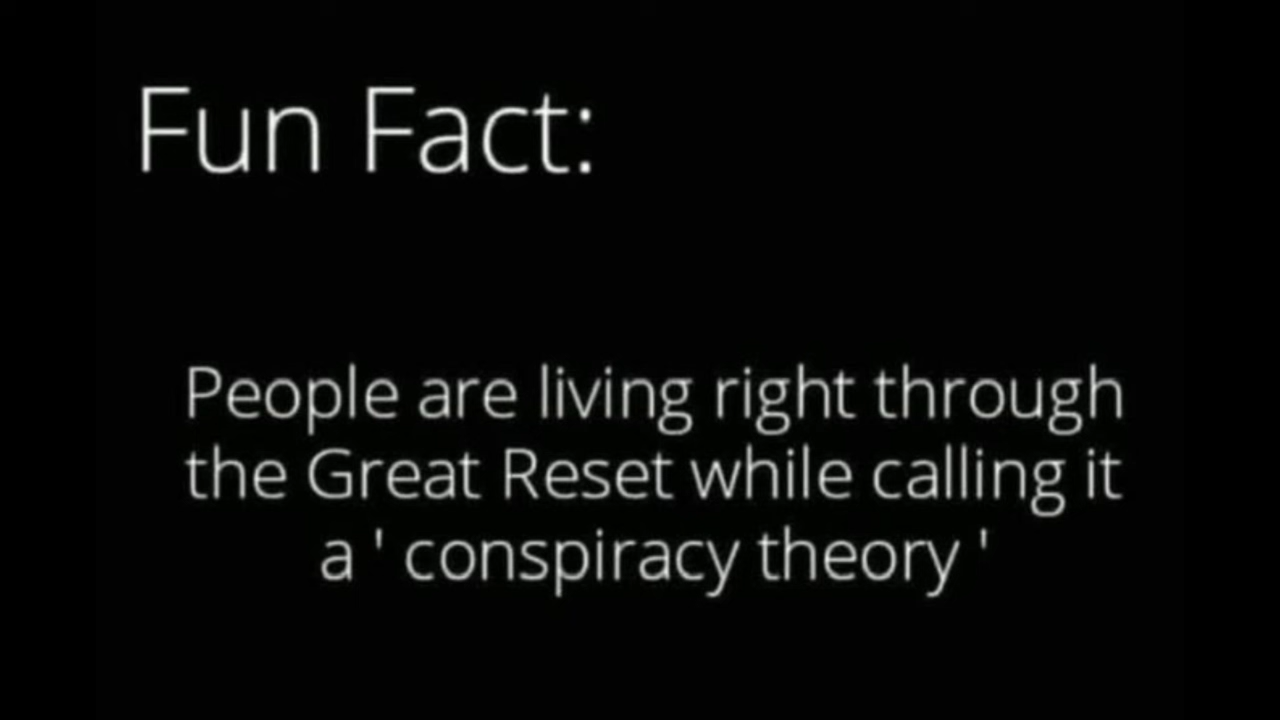 Fun Fact:
People are living right through
the Great Reset while calling it
a ' conspiracy theory '